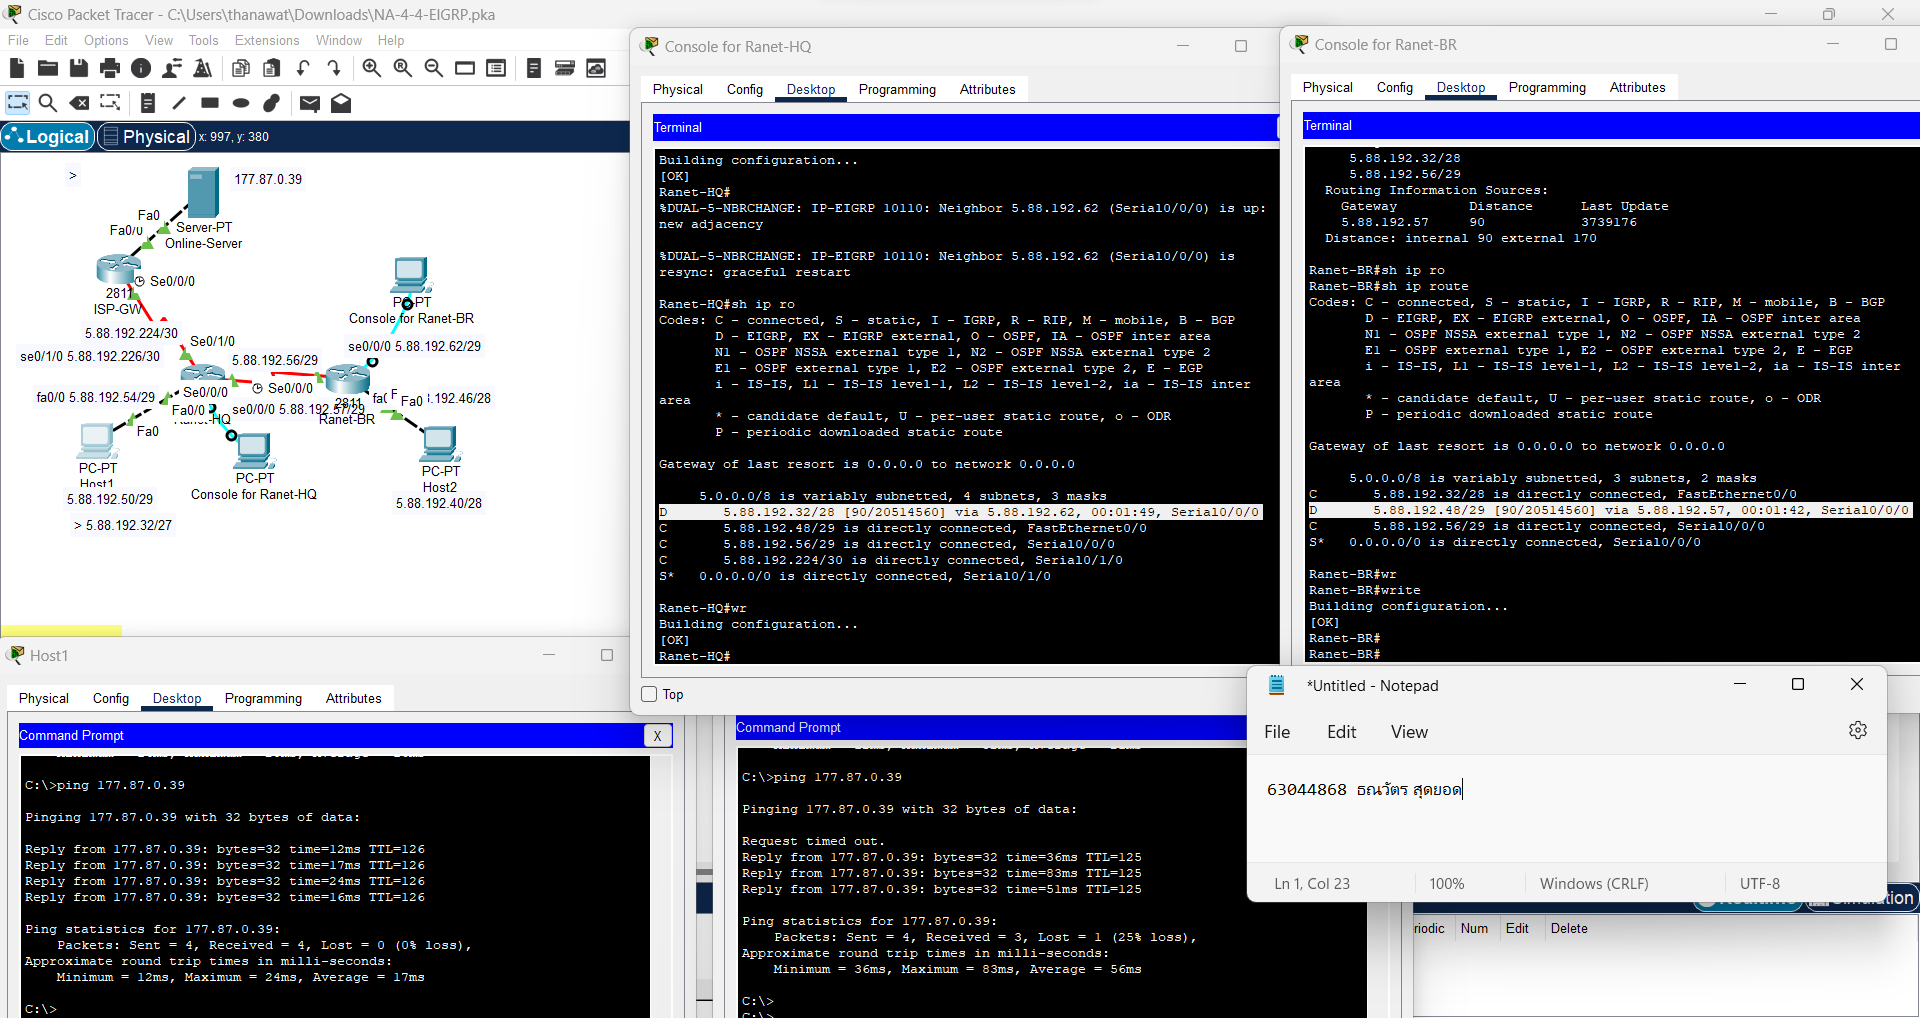 Cisco Packet Tracer - C:\Users\thanawat\Downloads\NA-4-4-EIGRP.pka
File Edit Options View Tools Extensions Window Help
Logical Physical x: 997, y: 380
>
177.87.0.39
Fa0
Fa0/0
Server-PT
Online-Server
Se0/0/0
2811
ISP-GW
5.88.192.224/30
Se0/1/0
se0/1/0 5.88.192.226/30
5.88.192.56/29
PC-PT
Console for Ranet-BR
se0/0/0 5.88.192.62/29
fa0/0 5.88.192.54/29
Se0/0/0
Se0/0/0
Fa0/0
se0/0/0 5.88.192.57/29
2811
Ranet-BR
Fa0
.192.46/28
Fa0
PC-PT
Host1
5.88.192.50/29
> 5.88.192.32/27
PC-PT
Console for Ranet-HQ
PC-PT
Host2
5.88.192.40/28
Console for Ranet-HQ
Physical Config Desktop Programming Attributes
Terminal
Building configuration...
[OK]
Ranet-HQ#
%DUAL-5-NBRCHANGE: IP-EIGRP 10110: Neighbor 5.88.192.62 (Serial0/0/0) is up:
new adjacency
%DUAL-5-NBRCHANGE: IP-EIGRP 10110: Neighbor 5.88.192.62 (Serial0/0/0) is
resync: graceful restart
Ranet-HQ#sh ip ro
Codes: C - connected, S - static, I - IGRP, R - RIP, M - mobile, B - BGP
D - EIGRP, EX - EIGRP external, O - OSPF, IA - OSPF inter area
N1 - OSPF NSSA external type 1, N2 - OSPF NSSA external type 2
E1 - OSPF external type 1, E2 - OSPF external type 2, E - EGP
i - IS-IS, L1 - IS-IS level-1, L2 - IS-IS level-2, ia - IS-IS inter
area
* - candidate default, U - per-user static route, o - ODR
P - periodic downloaded static route
Gateway of last resort is 0.0.0.0 to network 0.0.0.0
5.0.0.0/8 is variably subnetted, 4 subnets, 3 masks
D 5.88.192.32/28 [90/20514560] via 5.88.192.62, 00:01:49, Serial0/0/0
C 5.88.192.48/29 is directly connected, FastEthernet0/0
C 5.88.192.56/29 is directly connected, Serial0/0/0
C 5.88.192.224/30 is directly connected, Serial0/1/0
S* 0.0.0.0/0 is directly connected, Serial0/1/0
Ranet-HQ#wr
Building configuration...
[OK]
Ranet-HQ#
Top
Console for Ranet-BR
Physical Config Desktop Programming Attributes
Terminal
5.88.192.32/28
5.88.192.56/29
Routing Information Sources:
Gateway Distance Last Update
5.88.192.57 90 3739176
Distance: internal 90 external 170
Ranet-BR#sh ip ro
Ranet-BR#sh ip route
Codes: C - connected, S - static, I - IGRP, R - RIP, M - mobile, B - BGP
D - EIGRP, EX - EIGRP external, O - OSPF, IA - OSPF inter area
N1 - OSPF NSSA external type 1, N2 - OSPF NSSA external type 2
E1 - OSPF external type 1, E2 - OSPF external type 2, E - EGP
i - IS-IS, L1 - IS-IS level-1, L2 - IS-IS level-2, ia - IS-IS inter
area
* - candidate default, U - per-user static route, o - ODR
P - periodic downloaded static route
Gateway of last resort is 0.0.0.0 to network 0.0.0.0
5.0.0.0/8 is variably subnetted, 3 subnets, 2 masks
C 5.88.192.32/28 is directly connected, FastEthernet0/0
D 5.88.192.48/29 [90/20514560] via 5.88.192.57, 00:01:42, Serial0/0/0
C 5.88.192.56/29 is directly connected, Serial0/0/0
S* 0.0.0.0/0 is directly connected, Serial0/0/0
Ranet-BR#wr
Ranet-BR#write
Building configuration...
[OK]
Ranet-BR#
Ranet-BR#
Host1
Physical Config Desktop Programming Attributes
Command Prompt X
C:\>ping 177.87.0.39
Pinging 177.87.0.39 with 32 bytes of data:
Reply from 177.87.0.39: bytes=32 time=12ms TTL=126
Reply from 177.87.0.39: bytes=32 time=17ms TTL=126
Reply from 177.87.0.39: bytes=32 time=24ms TTL=126
Reply from 177.87.0.39: bytes=32 time=16ms TTL=126
Ping statistics for 177.87.0.39:
Packets: Sent = 4, Received = 4, Lost = 0 (0% loss),
Approximate round trip times in milli-seconds:
Minimum = 12ms, Maximum = 24ms, Average = 17ms
C:\>
Command Prompt
C:\>ping 177.87.0.39
Pinging 177.87.0.39 with 32 bytes of data:
Request timed out.
Reply from 177.87.0.39: bytes=32 time=36ms TTL=125
Reply from 177.87.0.39: bytes=32 time=83ms TTL=125
Reply from 177.87.0.39: bytes=32 time=51ms TTL=125
Ping statistics for 177.87.0.39:
Packets: Sent = 4, Received = 3, Lost = 1 (25% loss),
Approximate round trip times in milli-seconds:
Minimum = 36ms, Maximum = 83ms, Average = 56ms
C:\>
C:\>
*Untitled - Notepad
File Edit View
63044868 ธณวัตร สุดยอด
Ln 1, Col 23 100% Windows (CRLF) UTF-8
riodic Num Edit Delete